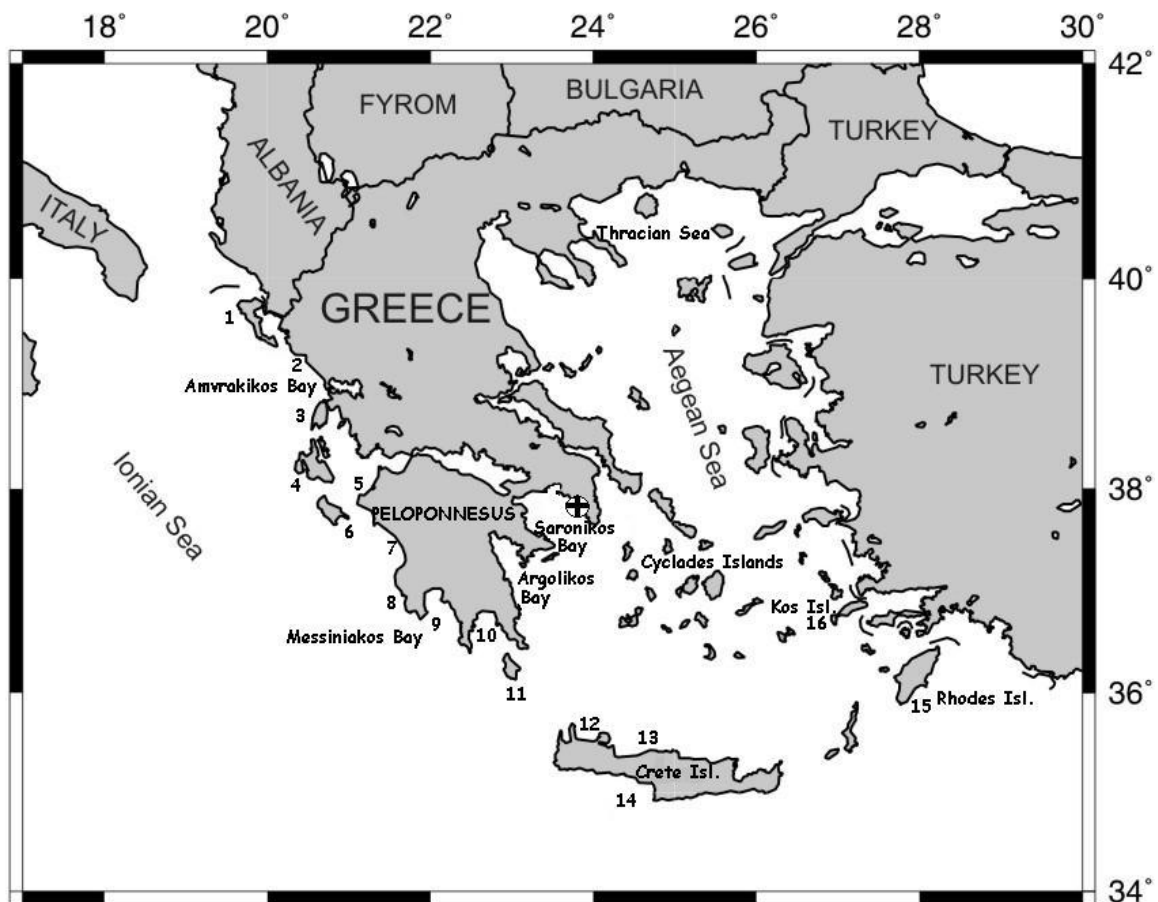 18° 20° 22° 24° 26° 28° 30°
42°
FYROM
BULGARIA
TURKEY
ALBANIA
ITALY
Thracian Sea
40°
GREECE
1
2
Aegean Sea
TURKEY
Amvrakikos Bay
3
Ionian Sea
4
5
38°
PELOPONNESUS
6
Saronikos
Bay
7
Cyclades Islands
Argolikos
Bay
8
Kos Isl.
16
9
10
Messiniakos Bay
11
36°
15 Rhodes Isl.
12
13
Crete Isl.
14
34°